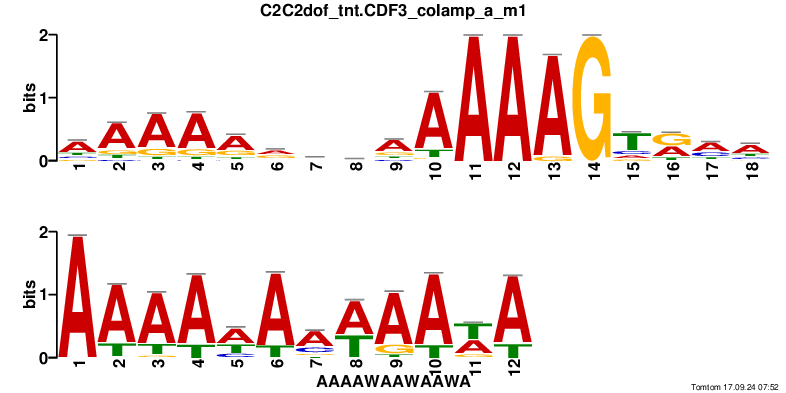 C2C2dof_tnt.CDF3_colamp_a_m1
2
1
0
bits
1 2 3 4 5 6 7 8 9 10 11 12 13 14 15 16 17 18
2
1
0
bits
1 2 3 4 5 6 7 8 9 10 11 12
AAAAWAAWAAWA
Tomtom 17.09.24 07:52